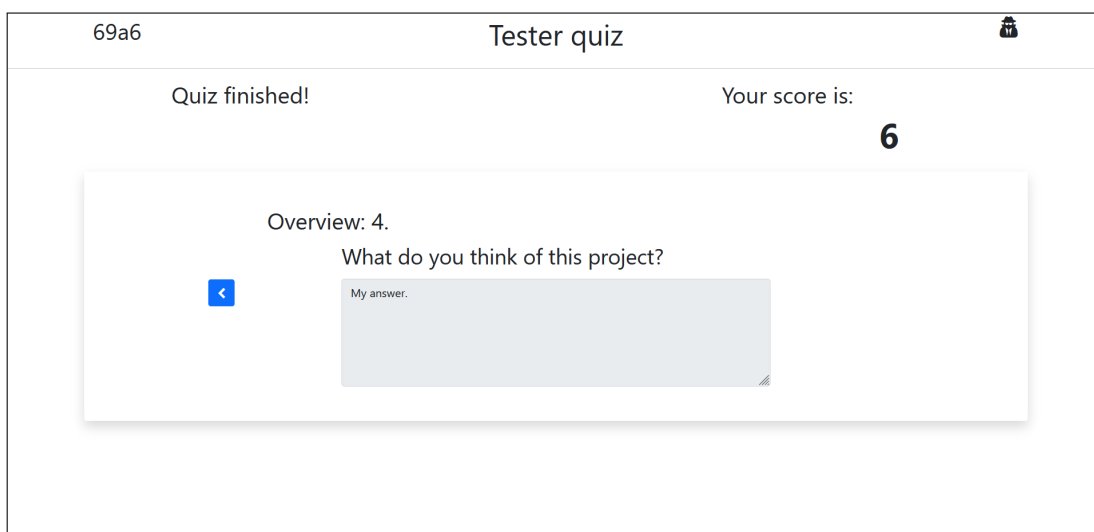 69a6
Tester quiz
Quiz finished!
Your score is:
6
Overview: 4.
What do you think of this project?
My answer.